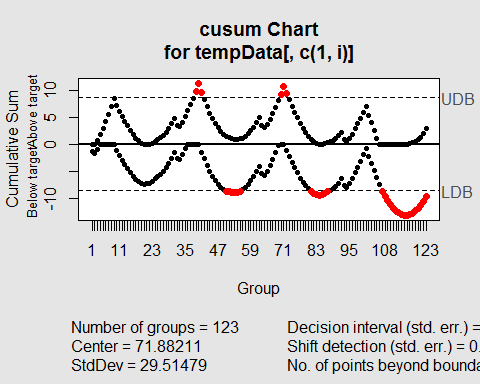 cusum Chart
for tempData[, c(1, i)]
Cumulative Sum
Below target Above target
10
5
0
-10
UDB
LDB
1 11 23 35 47 59 71 83 95 108 123
Group
Number of groups = 123
Center = 71.88211
StdDev = 29.51479
Decision interval (std. err.) =
Shift detection (std. err.) = 0.
No. of points beyond bounda